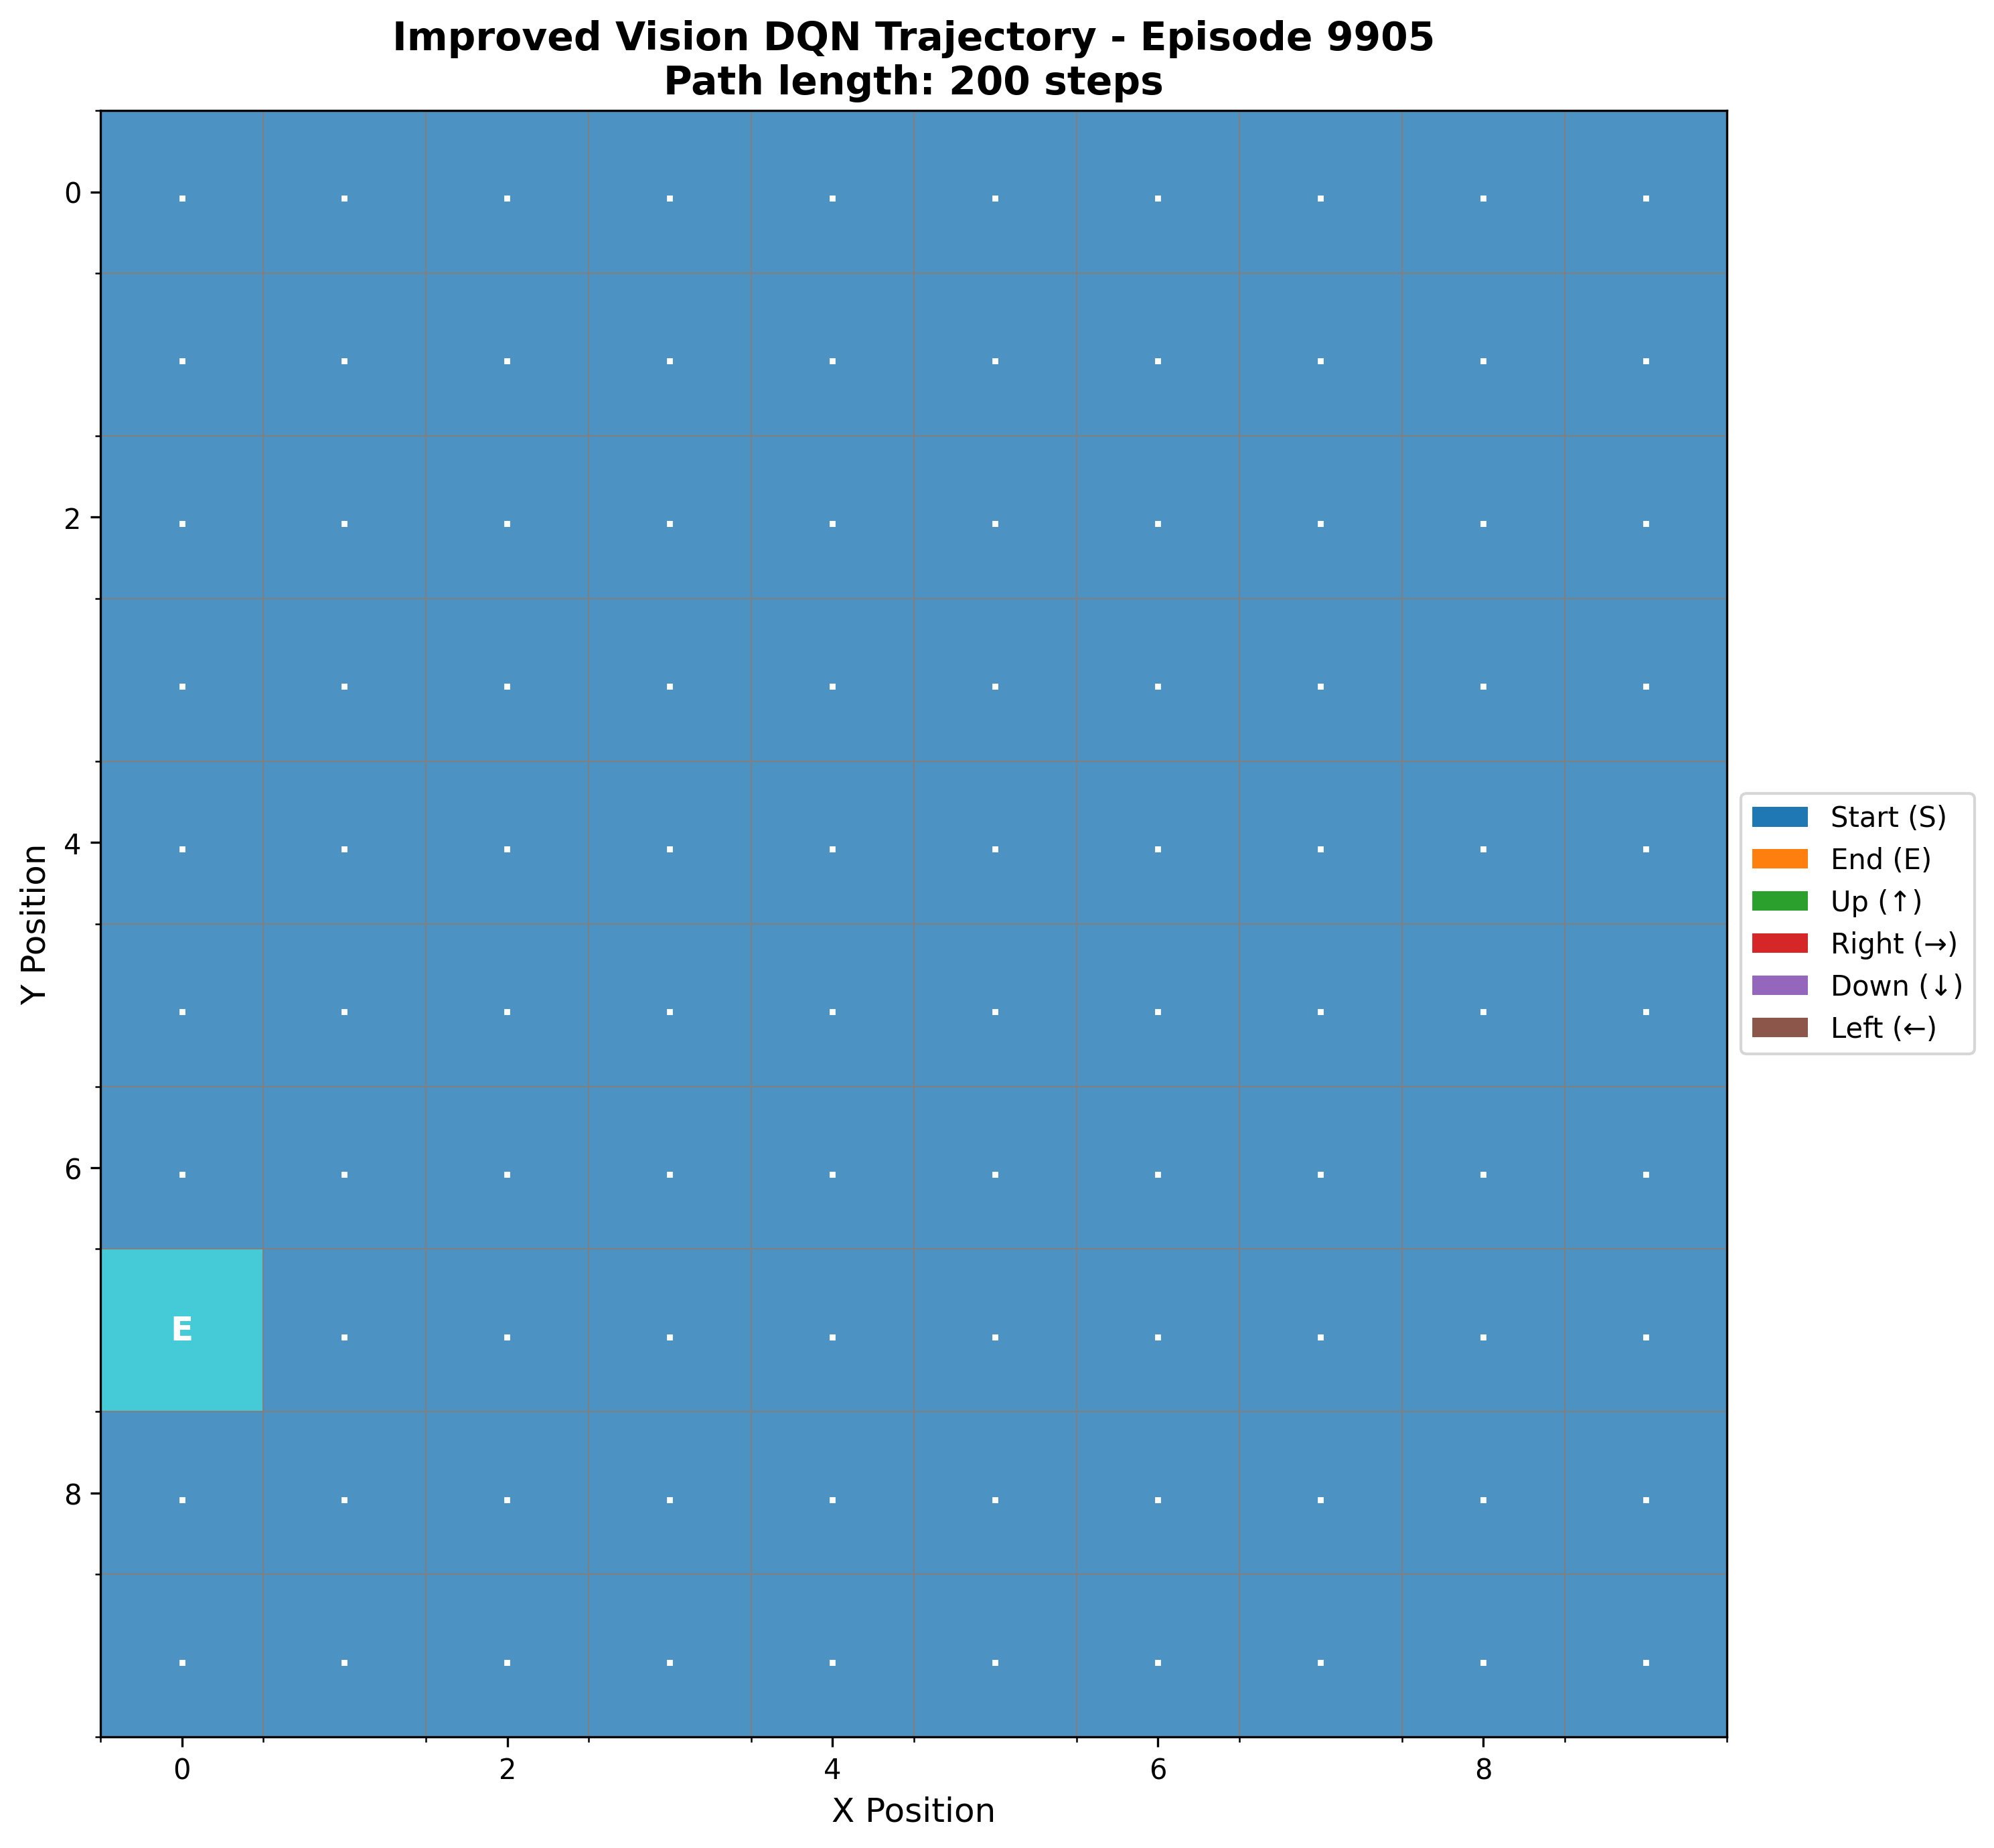 Improved Vision DQN Trajectory - Episode 9905
Path length: 200 steps
Y Position
0
2
4
6
8
. . . . . . . . . .
. . . . . . . . . .
. . . . . . . . . .
. . . . . . . . . .
. . . . . . . . . .
. . . . . . . . . .
. . . . . . . . . .
E . . . . . . . . .
. . . . . . . . . .
. . . . . . . . . .
0 2 4 6 8
X Position
Start (S)
End (E)
Up (↑)
Right (→)
Down (↓)
Left (←)